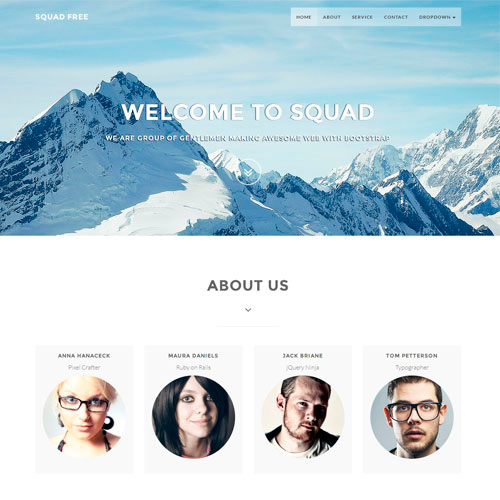 SQUAD FREE
HOME ABOUT SERVICE CONTACT DROPDOWN
WELCOME TO SQUAD
WE ARE GROUP OF GENTLEMEN MAKING AWESOME WEB WITH BOOTSTRAP
ABOUT US
ANNA HANACECK
Pixel Crafter
MAURA DANIELS
Ruby on Rails
JACK BRIANE
jQuery Ninja
TOM PETTERSON
Typographer